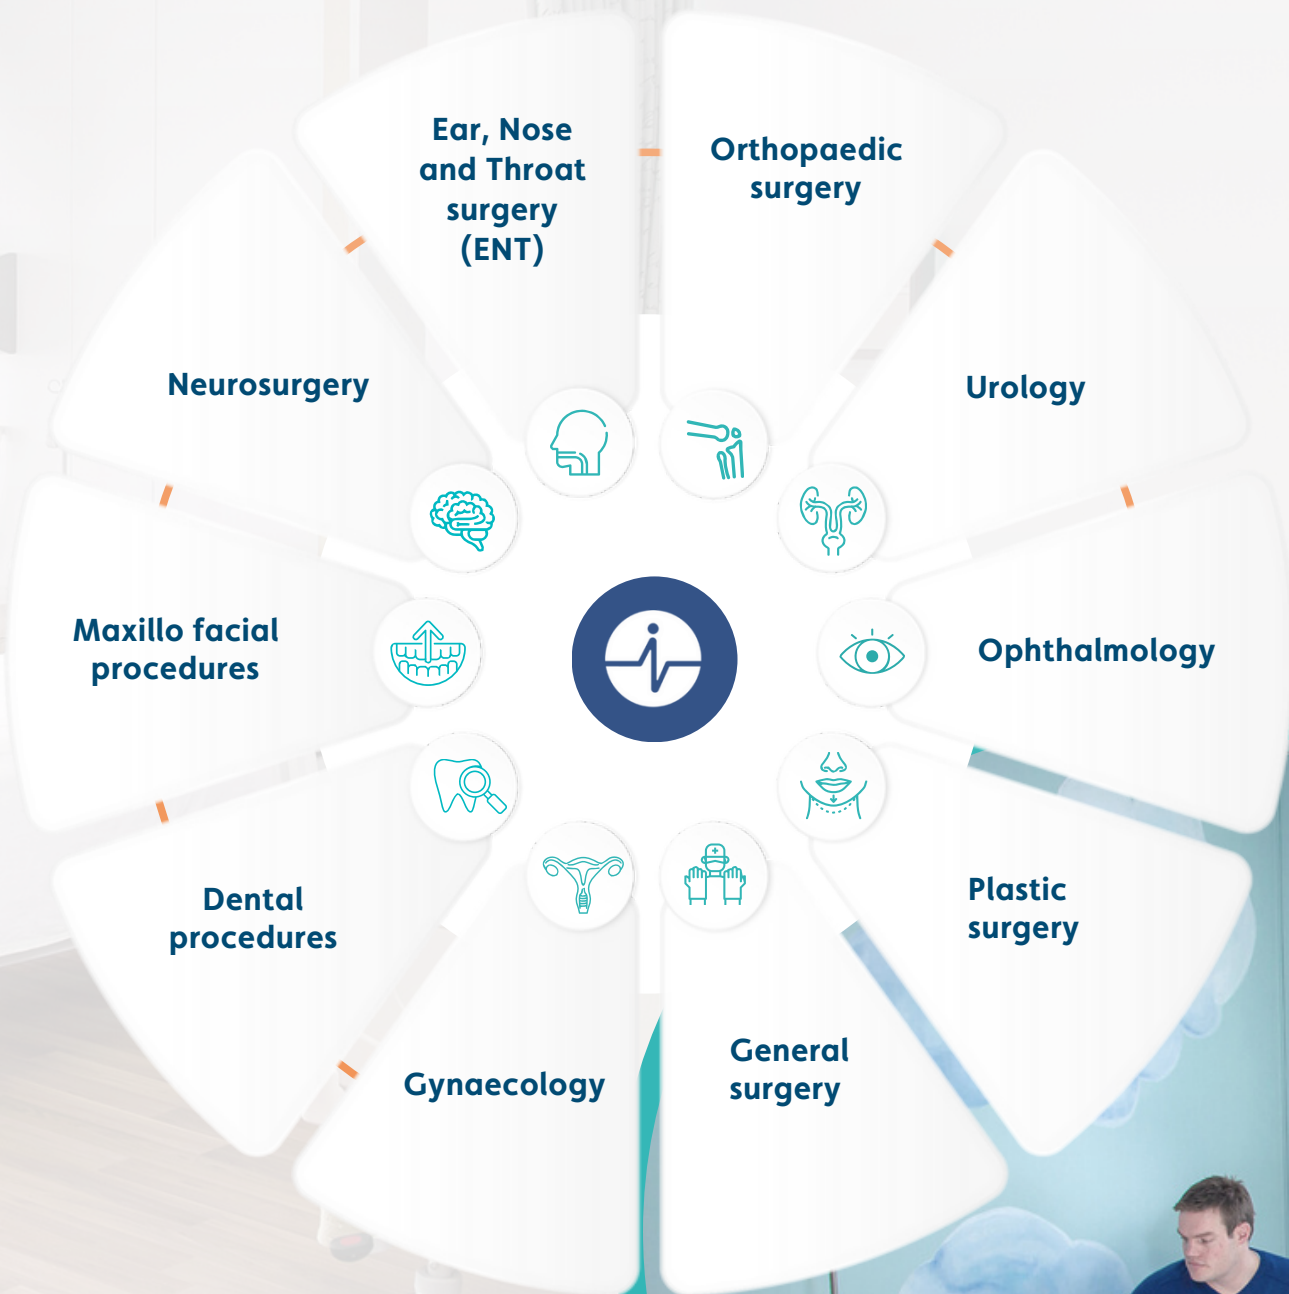 Ear, Nose
and Throat
surgery
(ENT)
Orthopaedic
surgery
Neurosurgery
Urology
Maxillo facial
procedures
Ophthalmology
Dental
procedures
Plastic
surgery
Gynaecology
General
surgery